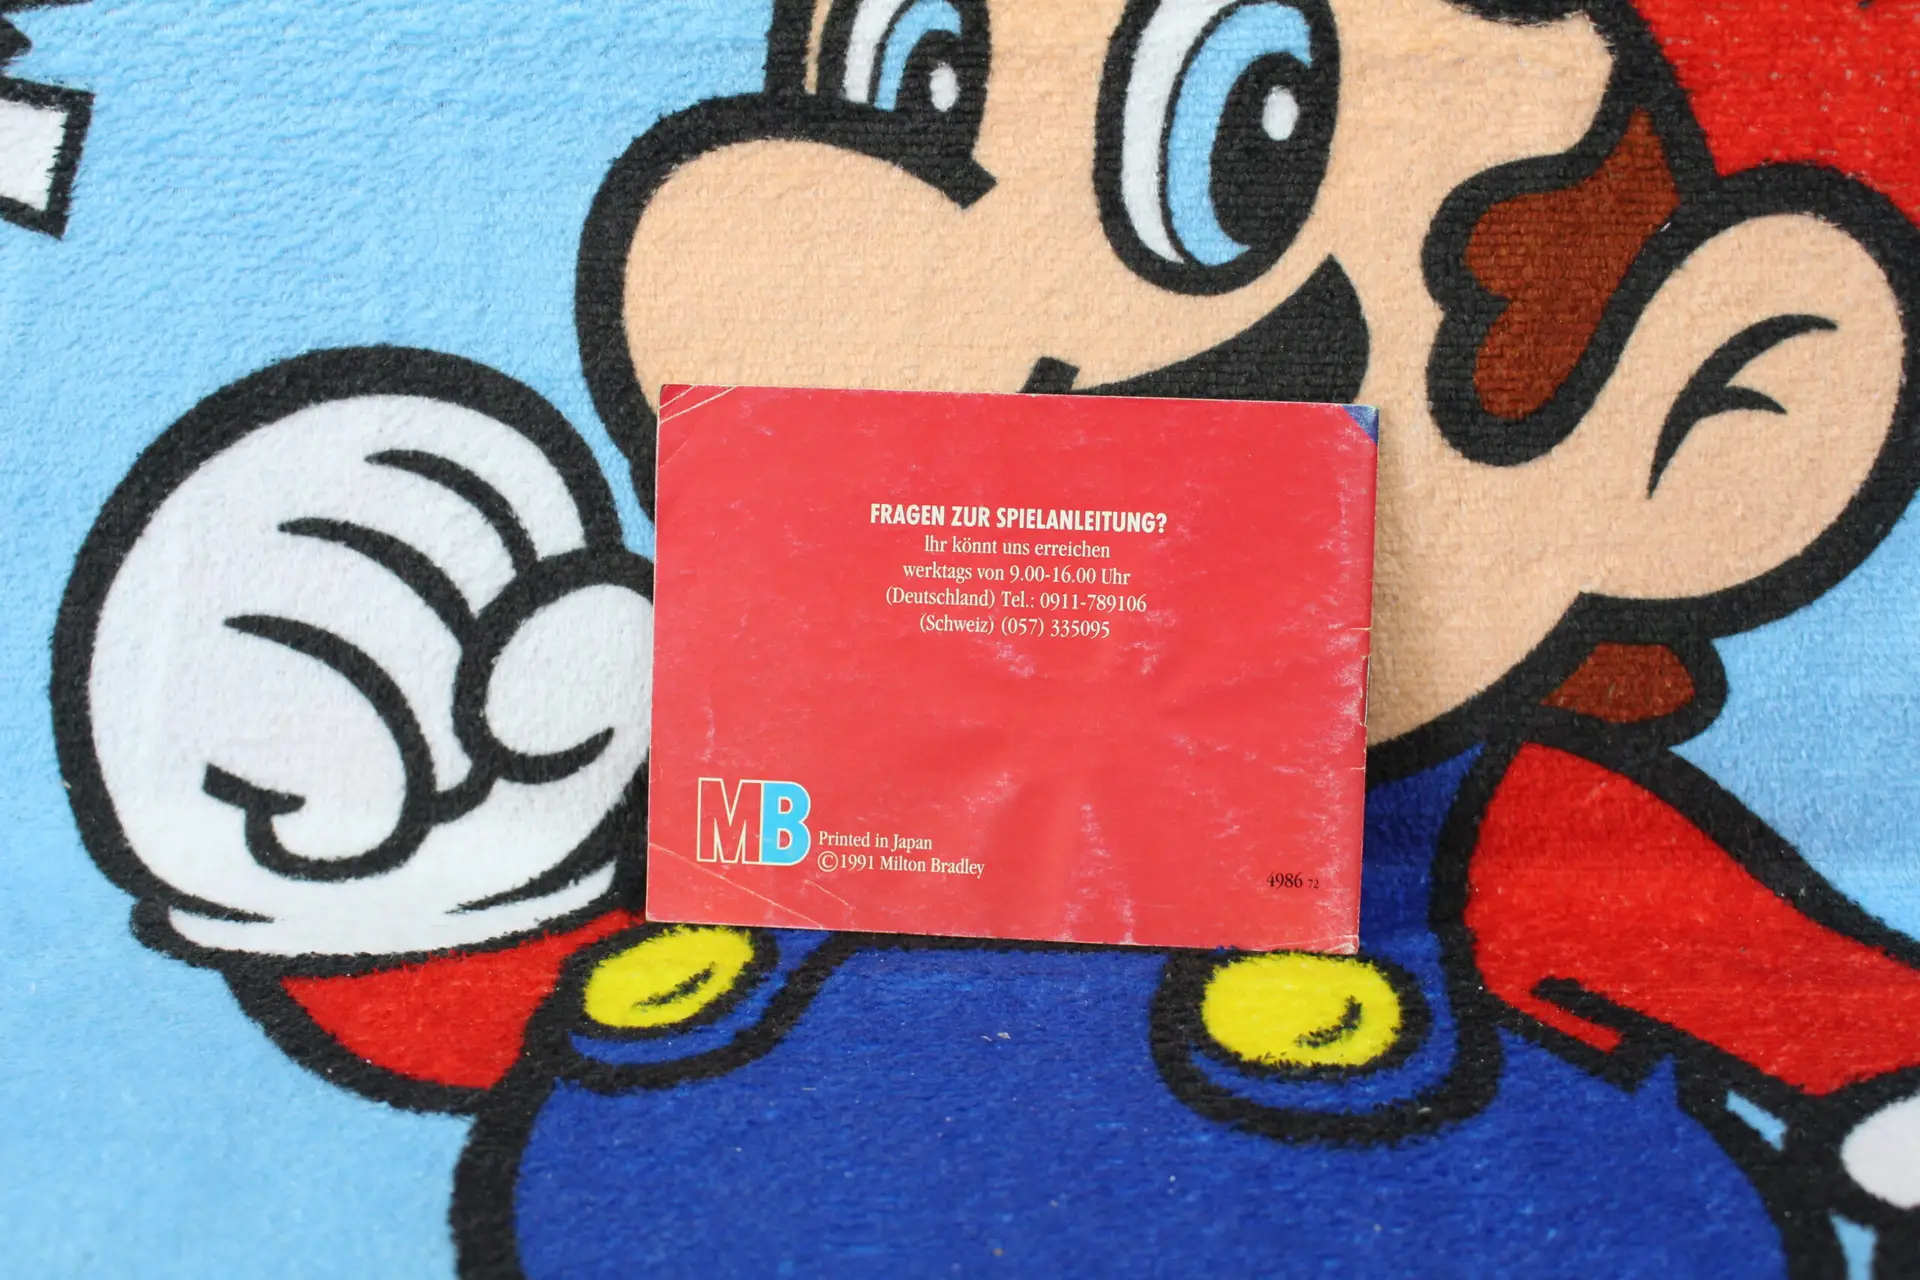 FRAGEN ZUR SPIELANLEITUNG?
Ihr könnt uns erreichen
werktags von 9.00-16.00 Uhr
(Deutschland) Tel.: 0911-789106
(Schweiz) (057) 335095
MB
Printed in Japan
©1991 Milton Bradley
4986 72